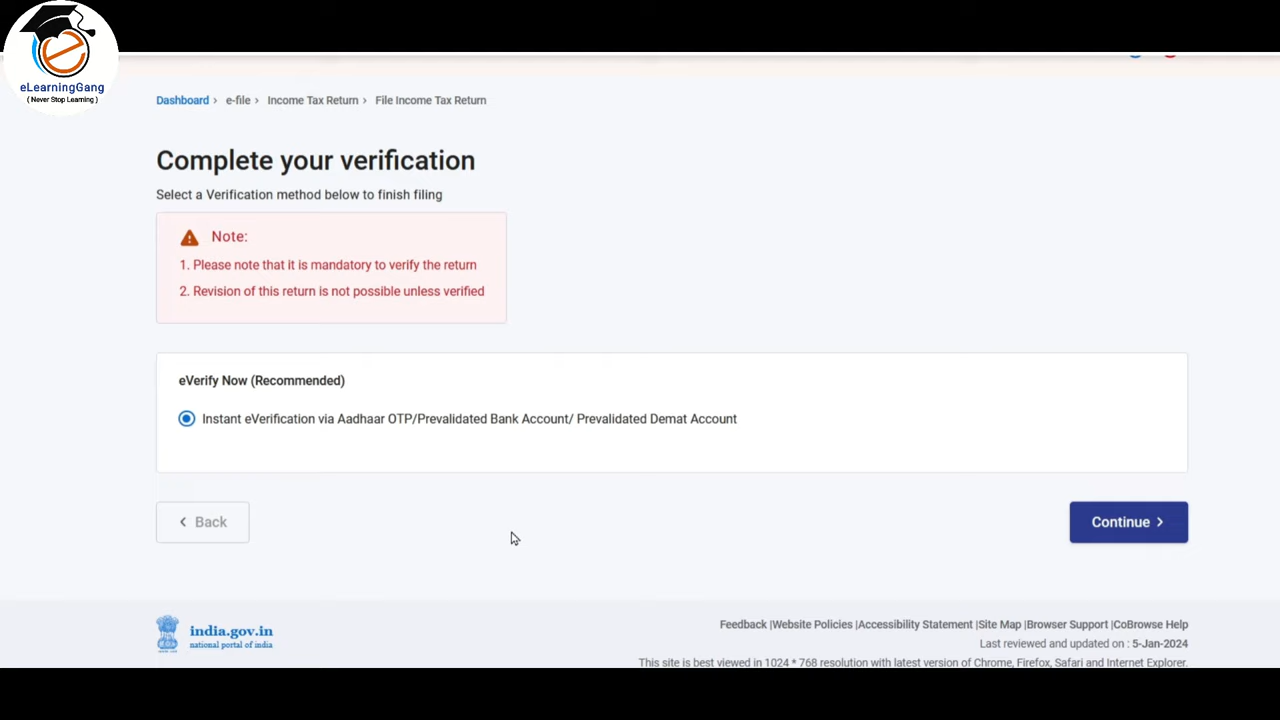 eLearningGang
( Never Stop Learning )
Dashboard › e-file › Income Tax Return › File Income Tax Return
Complete your verification
Select a Verification method below to finish filing
Note:
1. Please note that it is mandatory to verify the return
2. Revision of this return is not possible unless verified
eVerify Now (Recommended)
Instant eVerification via Aadhaar OTP/Prevalidated Bank Account/ Prevalidated Demat Account
Back
Continue
india.gov.in
national portal of india
Feedback |Website Policies |Accessibility Statement |Site Map |Browser Support |CoBrowse Help
Last reviewed and updated on : 5-Jan-2024
This site is best viewed in 1024 * 768 resolution with latest version of Chrome, Firefox, Safari and Internet Explorer.